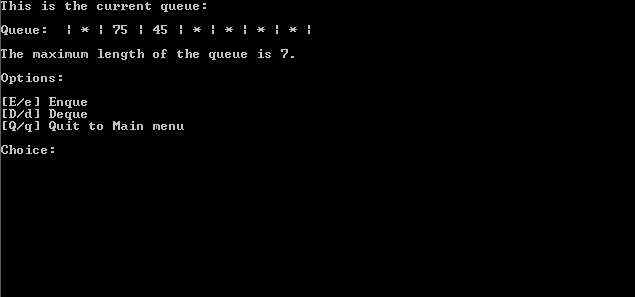 This is the current queue:
Queue:  ¦ * ¦ 75 ¦ 45 ¦ * ¦ * ¦ * ¦ * ¦
The maximum length of the queue is 7.
Options:
[E/e] Enque
[D/d] Deque
[Q/q] Quit to Main menu
Choice: